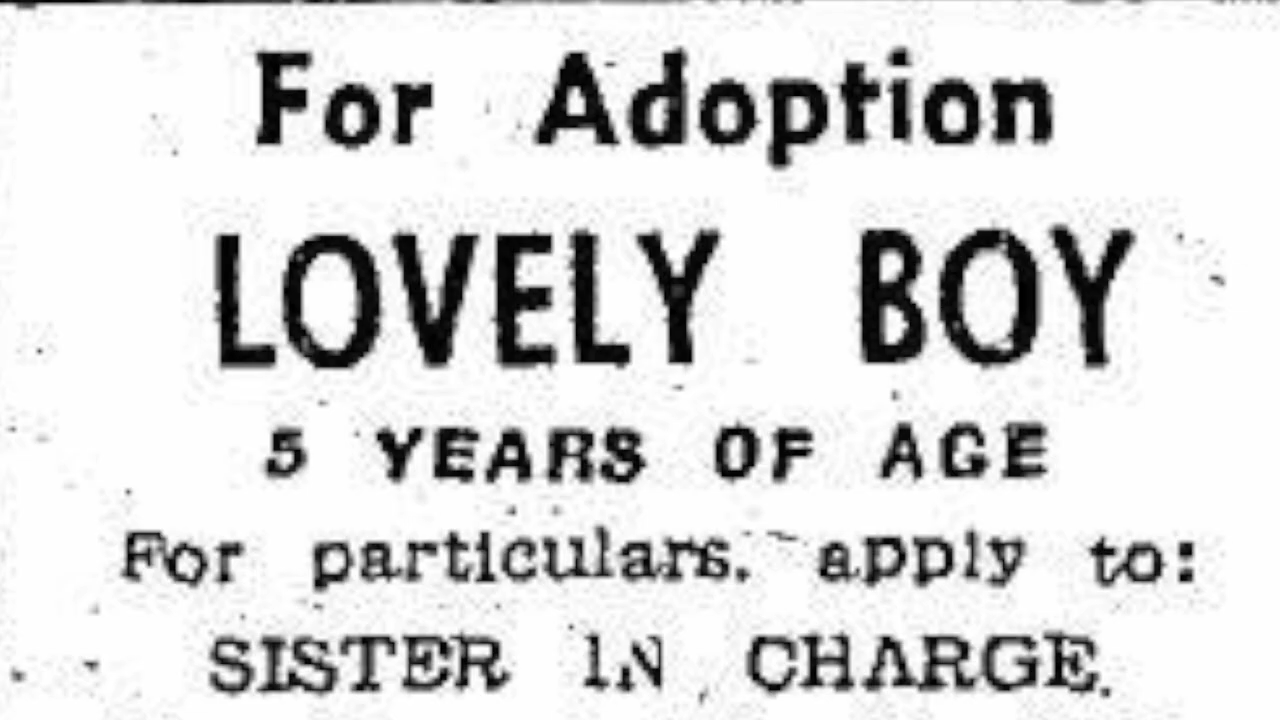 For Adoption
LOVELY BOY
5 YEARS OF AGE
For particulars, apply to:
SISTER IN CHARGE.